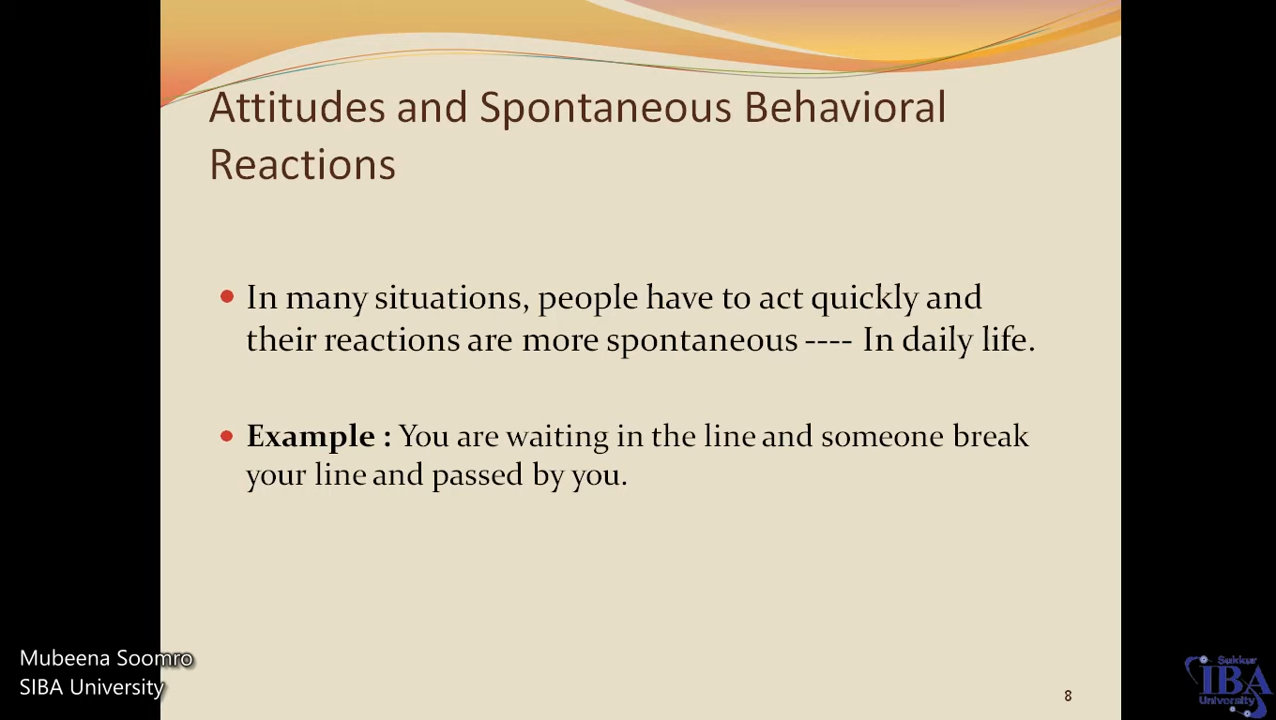 Attitudes and Spontaneous Behavioral
Reactions
In many situations, people have to act quickly and
their reactions are more spontaneous ---- In daily life.
Example : You are waiting in the line and someone break
your line and passed by you.
Mubeena Soomro
SIBA University
8
Sukkur
IBA
University